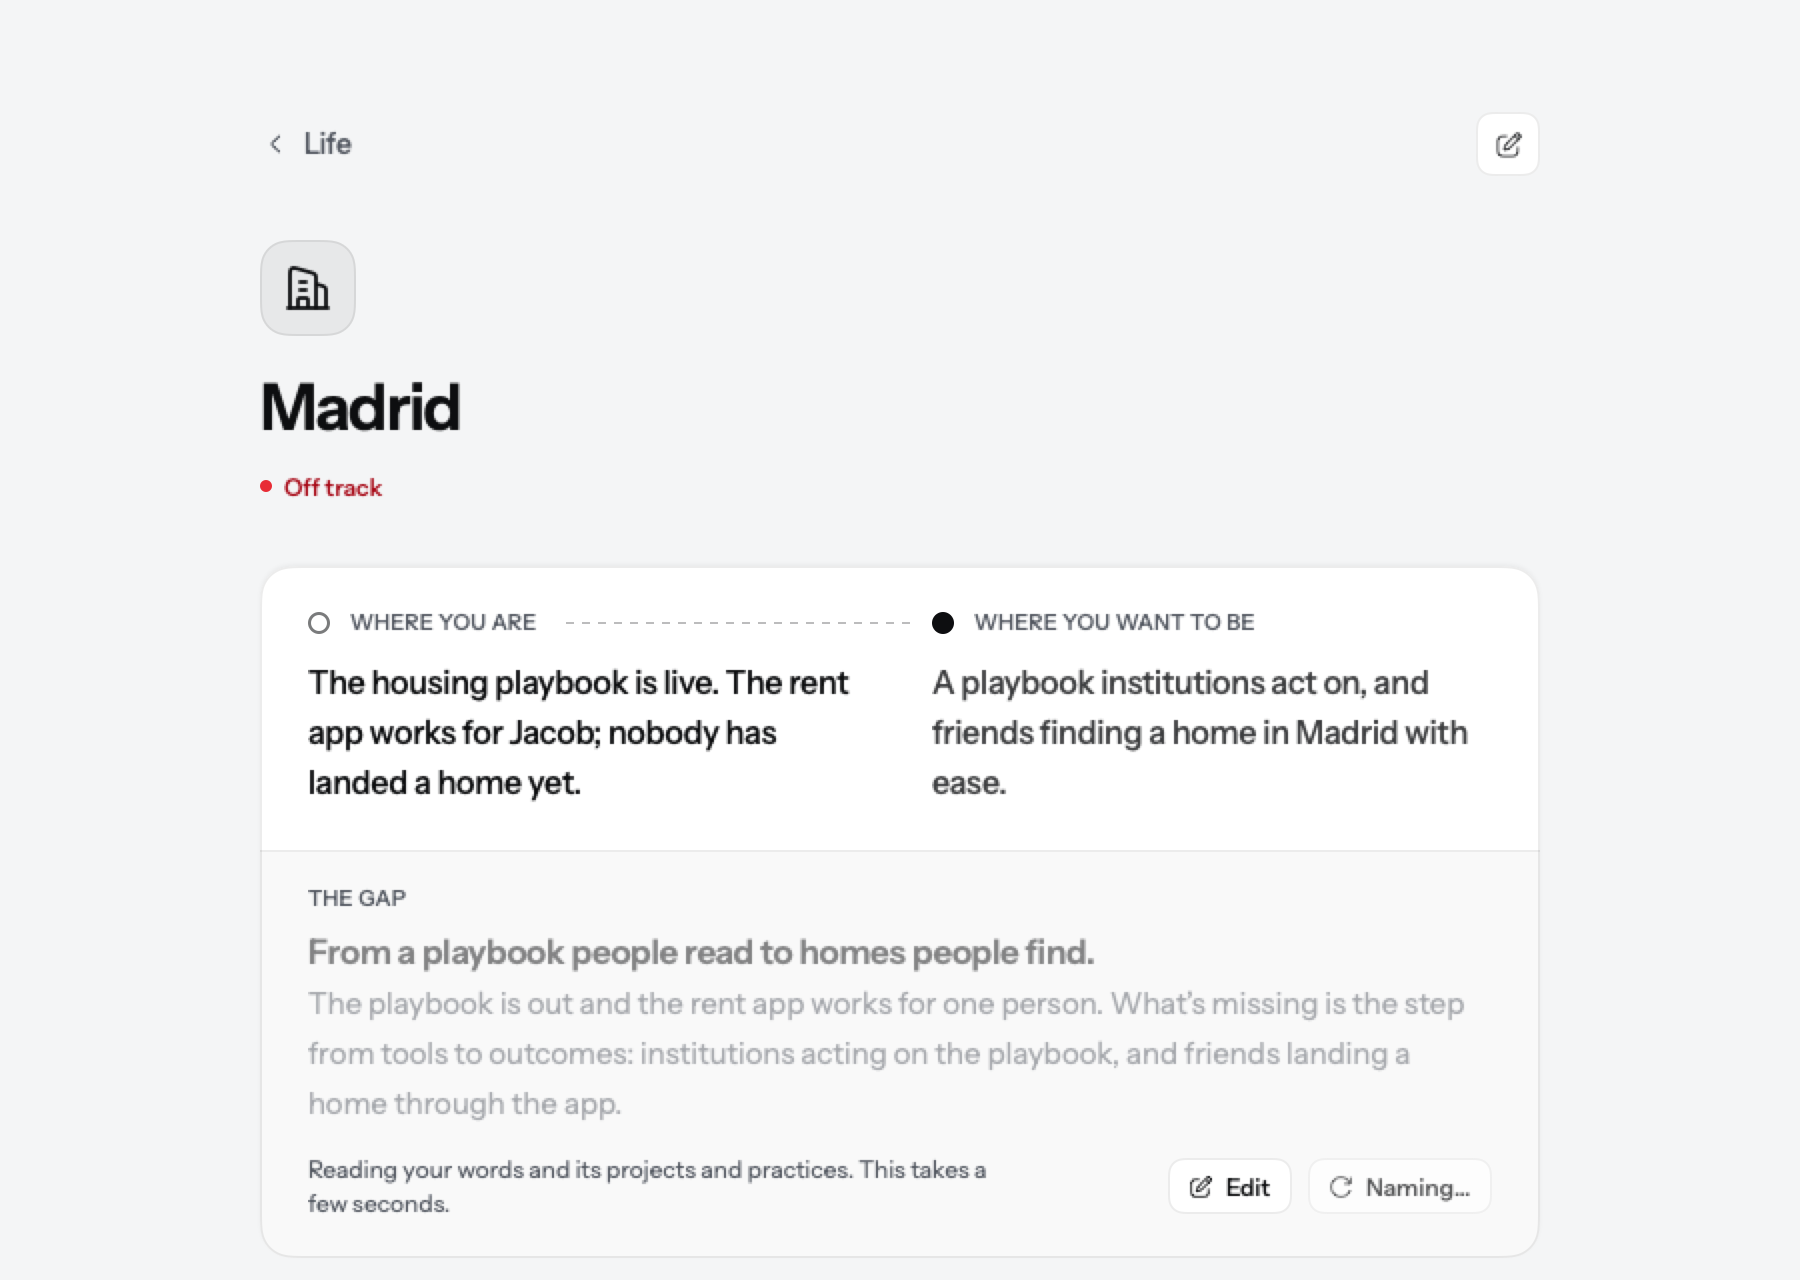 Life
Madrid
Off track
WHERE YOU ARE
The housing playbook is live. The rent
app works for Jacob; nobody has
landed a home yet.
WHERE YOU WANT TO BE
A playbook institutions act on, and
friends finding a home in Madrid with
ease.
THE GAP
From a playbook people read to homes people find.
The playbook is out and the rent app works for one person. What’s missing is the step
from tools to outcomes: institutions acting on the playbook, and friends landing a
home through the app.
Reading your words and its projects and practices. This takes a
few seconds.
Edit
Naming…